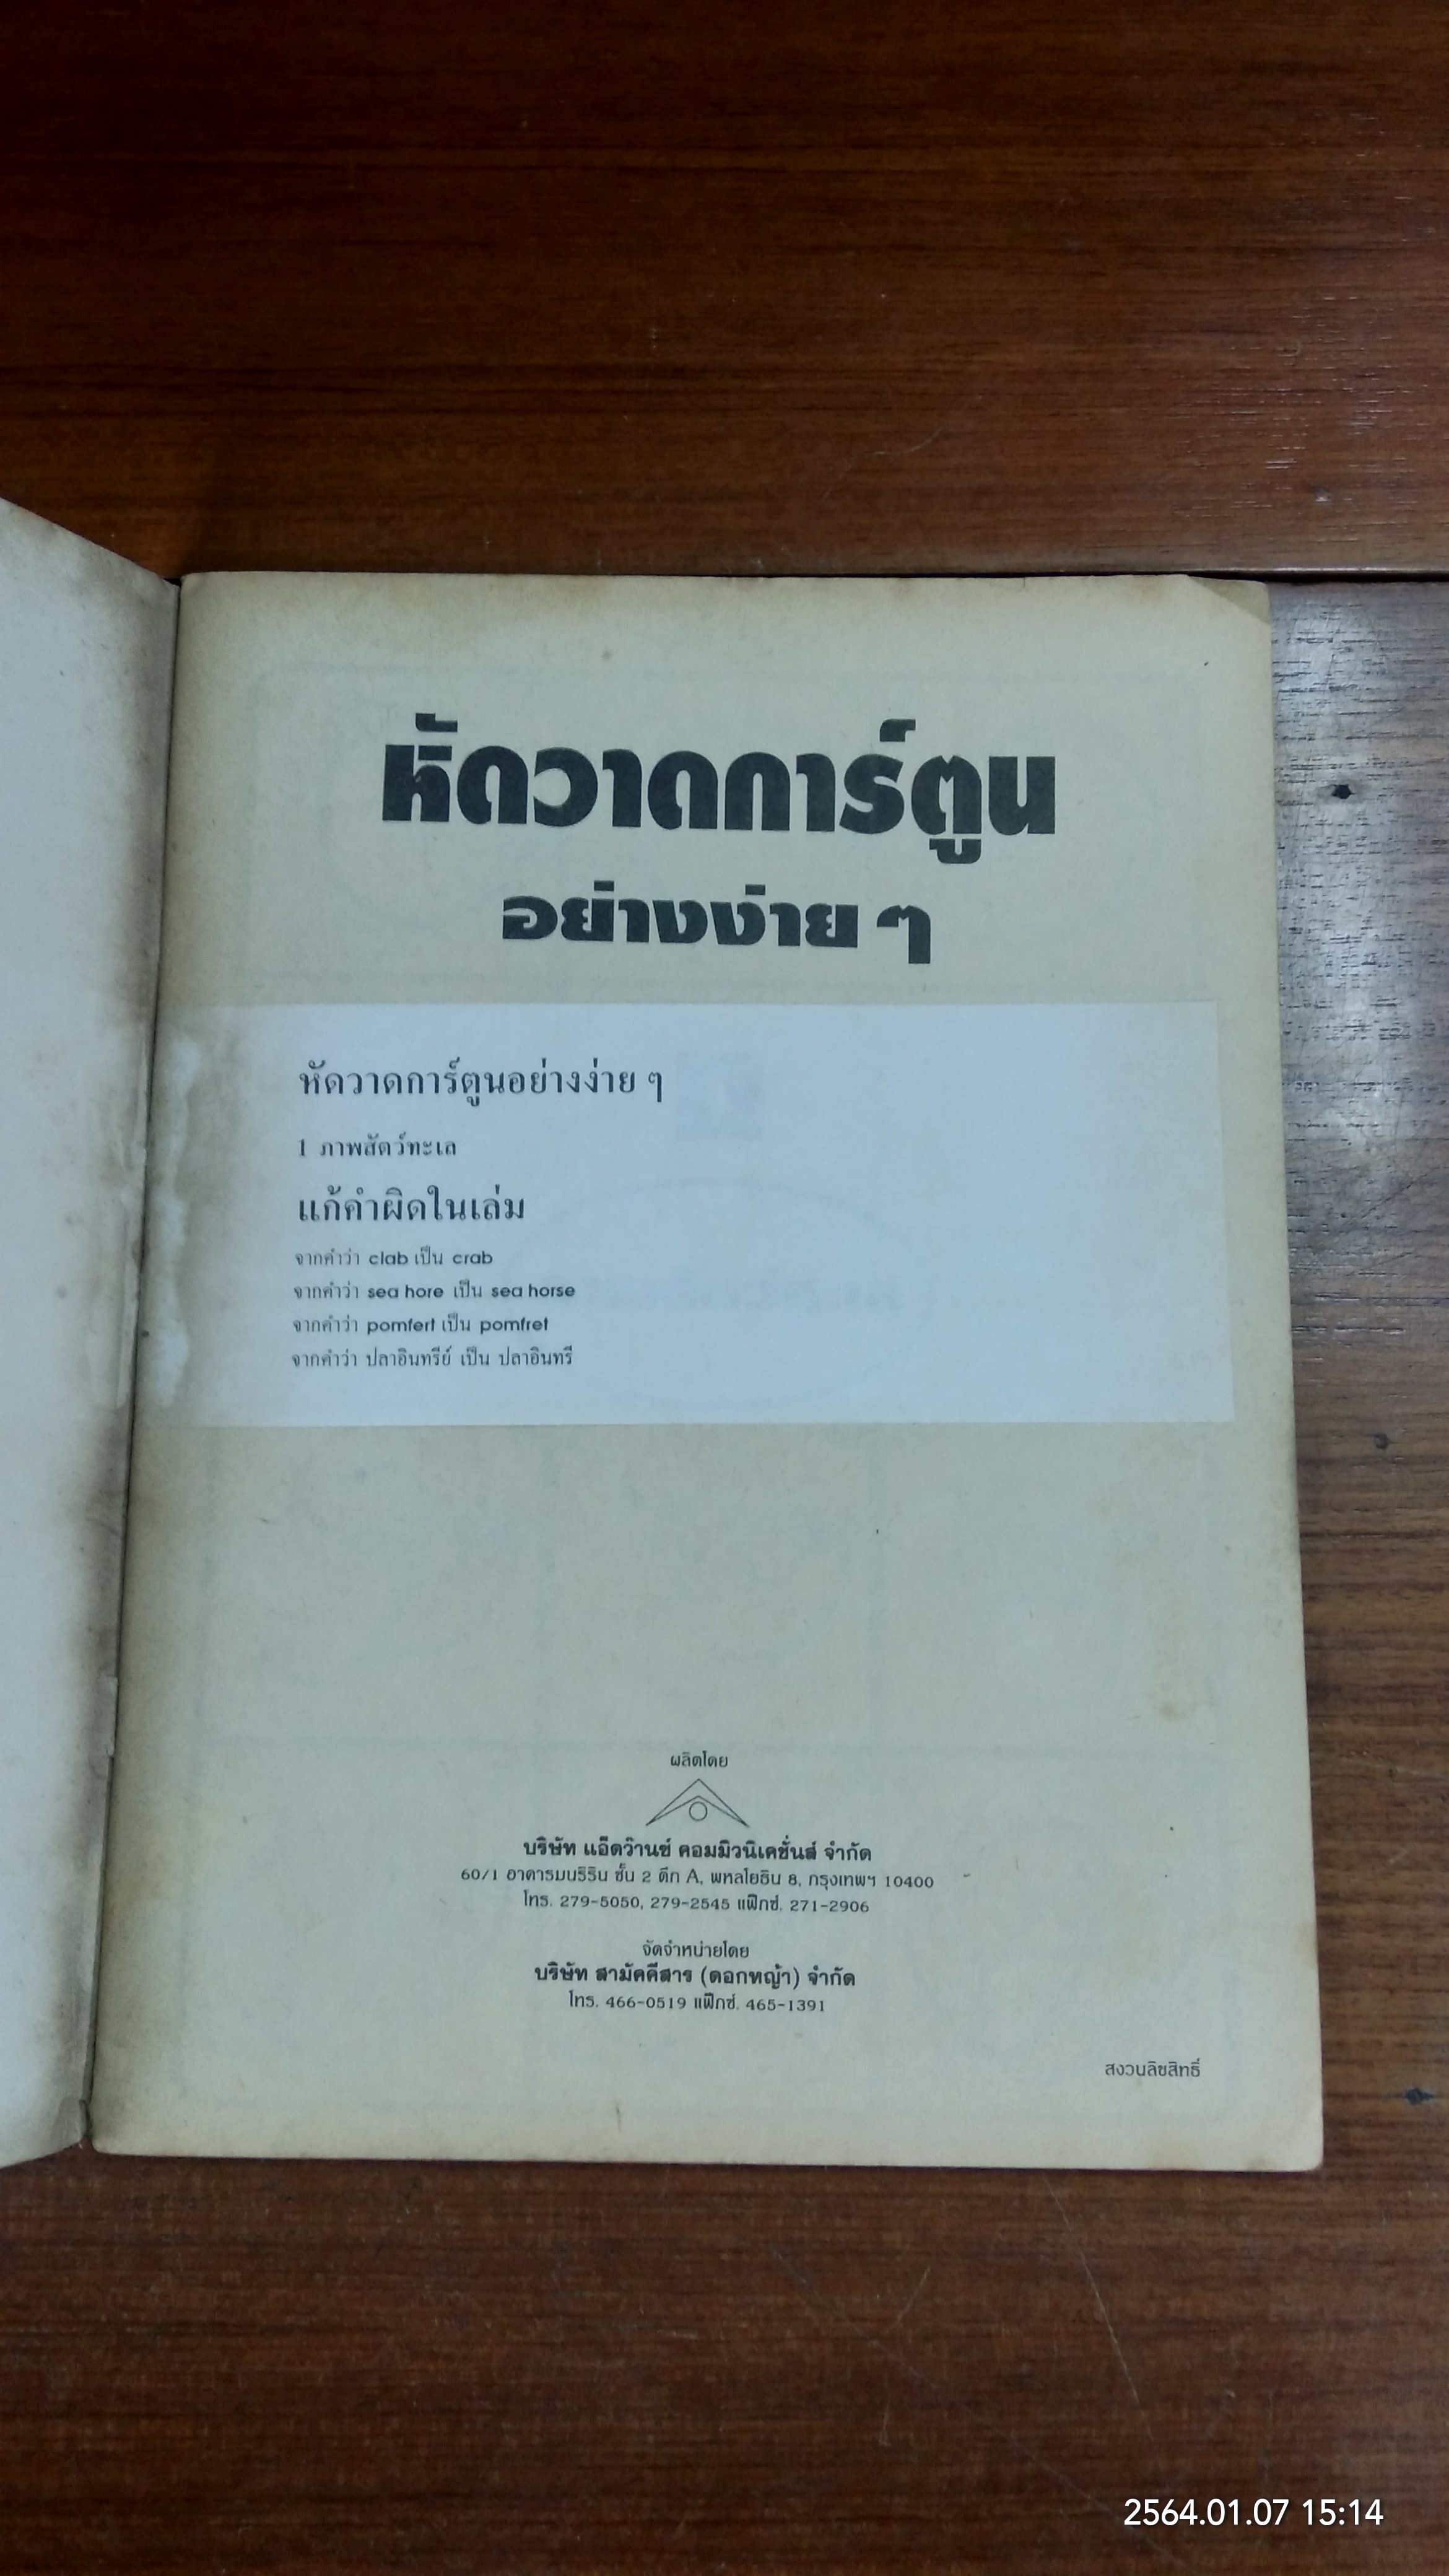 หัดวาดการ์ตูน
อย่างง่าย ๆ
หัดวาดการ์ตูนอย่างง่าย ๆ
1 ภาพสัตว์ทะเล
แก้คำผิดในเล่ม
จากคำว่า clab เป็น crab
จากคำว่า sea hore เป็น sea horse
จากคำว่า pomfert เป็น pomfret
จากคำว่า ปลาอินทรีย์ เป็น ปลาอินทรี
ผลิตโดย
บริษัท แอ็ดว๊านซ์ คอมมิวนิเคชั่นส์ จำกัด
60/1 อาคารมนริริน ชั้น 2 ตึก A, พหลโยธิน 8, กรุงเทพฯ 10400
โทร. 279-5050, 279-2545 แฟ๊กซ์. 271-2906
จัดจำหน่ายโดย
บริษัท สามัคคีสาร (ดอกหญ้า) จำกัด
โทร. 466-0519 แฟ๊กซ์. 465-1391
สงวนลิขสิทธิ์
2564.01.07 15:14